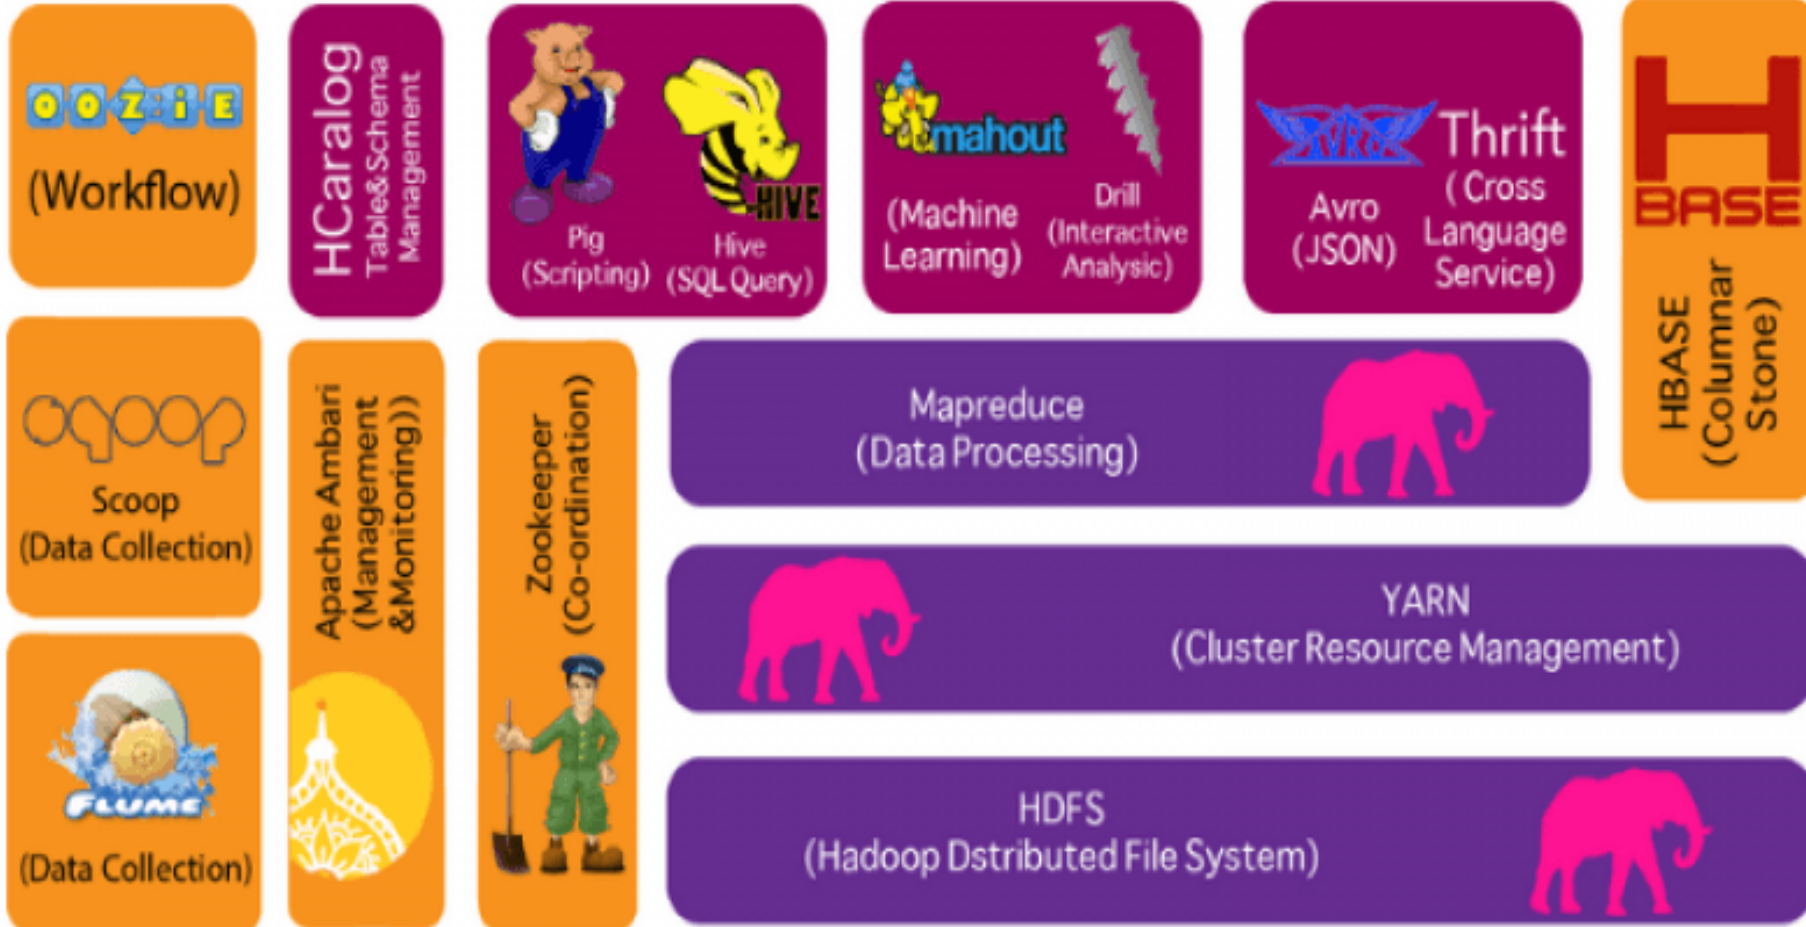 OOZiE
(Workflow)
HCaralog
Table&Schema
Management
Pig
(Scripting)
HIVE
Hive
(SQL Query)
mahout
(Machine
Learning)
Drill
(Interactive
Analysic)
AVRO
Avro
(JSON)
Thrift
( Cross
Language
Service)
H
BASE
HBASE
(Columnar
Stone)
sqoop
Scoop
(Data Collection)
Apache Ambari
(Management
&Monitoring))
Zookeeper
(Co-ordination)
Mapreduce
(Data Processing)
YARN
(Cluster Resource Management)
FLUME
(Data Collection)
HDFS
(Hadoop Dstributed File System)